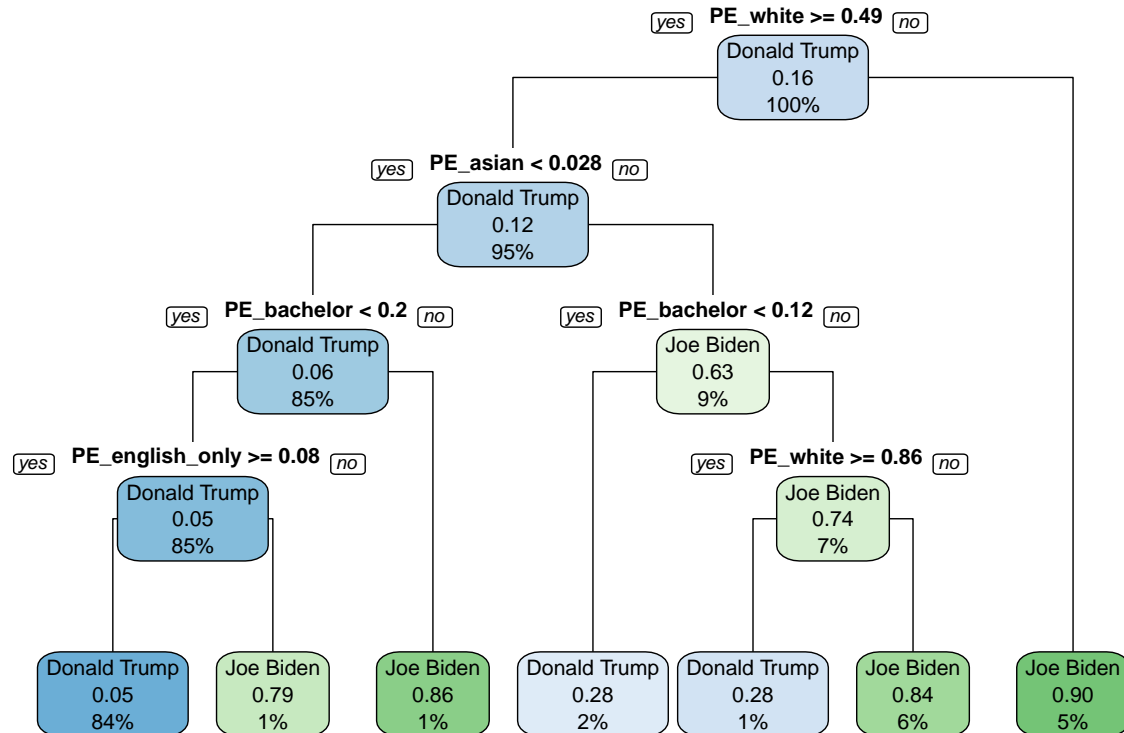 yes PE_white >= 0.49 no
Donald Trump
0.16
100%
yes PE_asian < 0.028 no
Donald Trump
0.12
95%
yes PE_bachelor < 0.2 no
Donald Trump
0.06
85%
yes PE_bachelor < 0.12 no
Joe Biden
0.63
9%
yes PE_english_only >= 0.08 no
Donald Trump
0.05
85%
yes PE_white >= 0.86 no
Joe Biden
0.74
7%
Donald Trump
0.05
84%
Joe Biden
0.79
1%
Joe Biden
0.86
1%
Donald Trump
0.28
2%
Donald Trump
0.28
1%
Joe Biden
0.84
6%
Joe Biden
0.90
5%